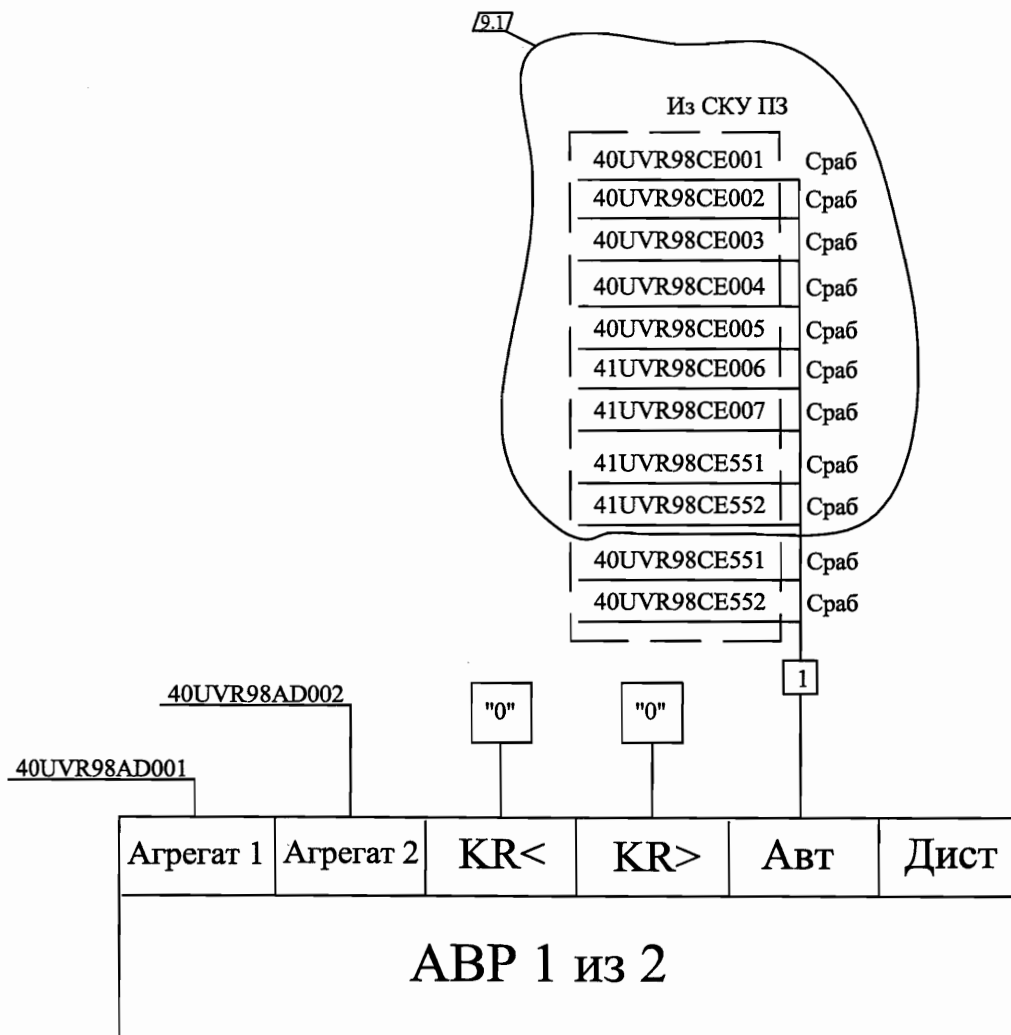 9.1
Из СКУ ПЗ
40UVR98CE001 Сраб
40UVR98CE002 Сраб
40UVR98CE003 Сраб
40UVR98CE004 Сраб
40UVR98CE005 Сраб
41UVR98CE006 Сраб
41UVR98CE007 Сраб
41UVR98CE551 Сраб
41UVR98CE552 Сраб
40UVR98CE551 Сраб
40UVR98CE552 Сраб
1
40UVR98AD002 "0" "0"
40UVR98AD001
Агрегат 1 Агрегат 2 KR< KR> Авт Дист
АВР 1 из 2